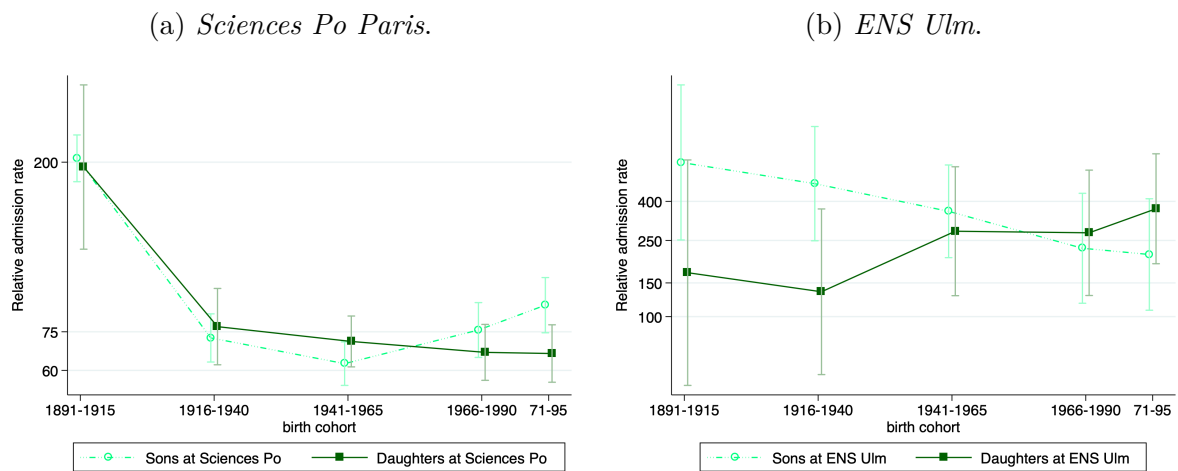 (a) Sciences Po Paris.
Relative admission rate
200
75
60
1891-1915 1916-1940 1941-1965 1966-1990 71-95
birth cohort
Sons at Sciences Po Daughters at Sciences Po
(b) ENS Ulm.
Relative admission rate
400
250
150
100
1891-1915 1916-1940 1941-1965 1966-1990 71-95
birth cohort
Sons at ENS Ulm Daughters at ENS Ulm